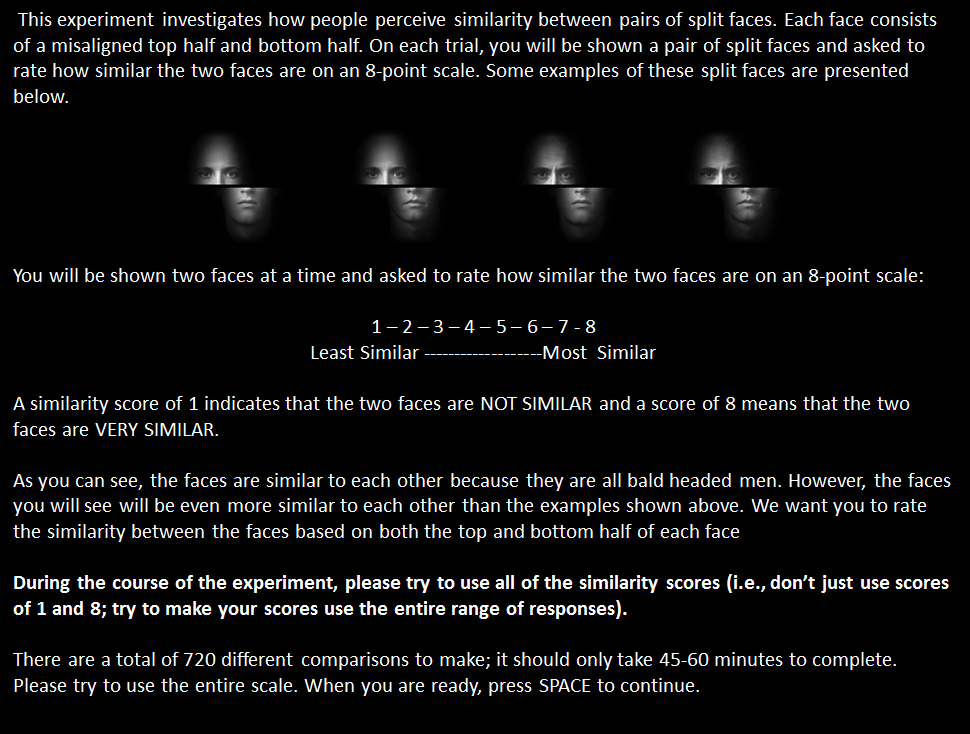 This experiment investigates how people perceive similarity between pairs of split faces. Each face consists
of a misaligned top half and bottom half. On each trial, you will be shown a pair of split faces and asked to
rate how similar the two faces are on an 8-point scale. Some examples of these split faces are presented
below.
You will be shown two faces at a time and asked to rate how similar the two faces are on an 8-point scale:
1 – 2 – 3 – 4 – 5 – 6 – 7 - 8
Least Similar --------------------Most Similar
A similarity score of 1 indicates that the two faces are NOT SIMILAR and a score of 8 means that the two
faces are VERY SIMILAR.
As you can see, the faces are similar to each other because they are all bald headed men. However, the faces
you will see will be even more similar to each other than the examples shown above. We want you to rate
the similarity between the faces based on both the top and bottom half of each face
During the course of the experiment, please try to use all of the similarity scores (i.e., don’t just use scores
of 1 and 8; try to make your scores use the entire range of responses).
There are a total of 720 different comparisons to make; it should only take 45-60 minutes to complete.
Please try to use the entire scale. When you are ready, press SPACE to continue.